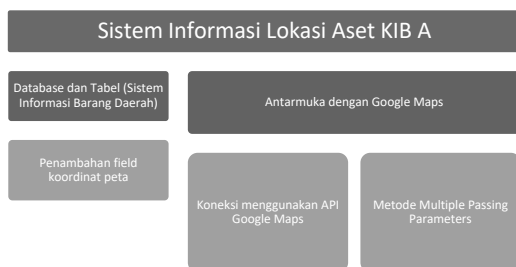 Sistem Informasi Lokasi Aset KIB A
Database dan Tabel (Sistem
Informasi Barang Daerah)
Antarmuka dengan Google Maps
Penambahan field
koordinat peta
Koneksi menggunakan API
Google Maps
Metode Multiple Passing
Parameters